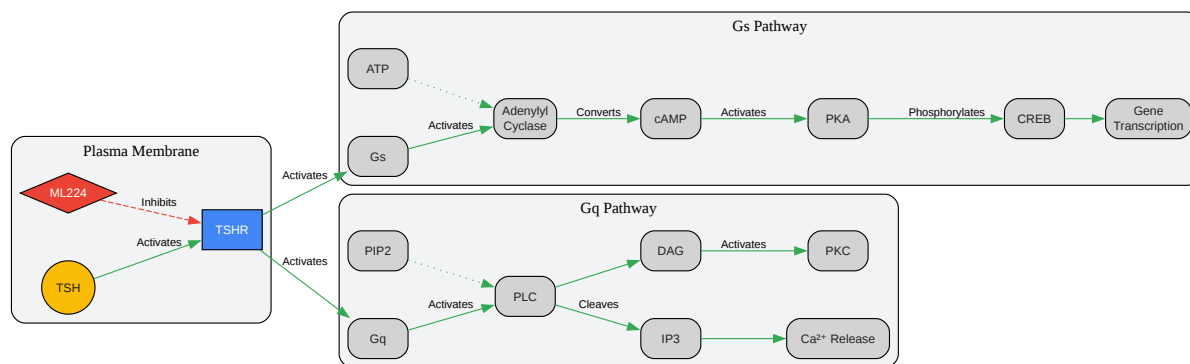 Gs Pathway
ATP
Adenylyl
Cyclase
Converts
cAMP
Activates
PKA
Phosphorylates
CREB
Gene
Transcription
Activates
Gs
Plasma Membrane
ML224
Inhibits
TSHR
Activates
TSH
Activates
Activates
Gq Pathway
PIP2
PLC
Activates
Gq
DAG
Activates
PKC
Cleaves
IP3
Ca²⁺ Release